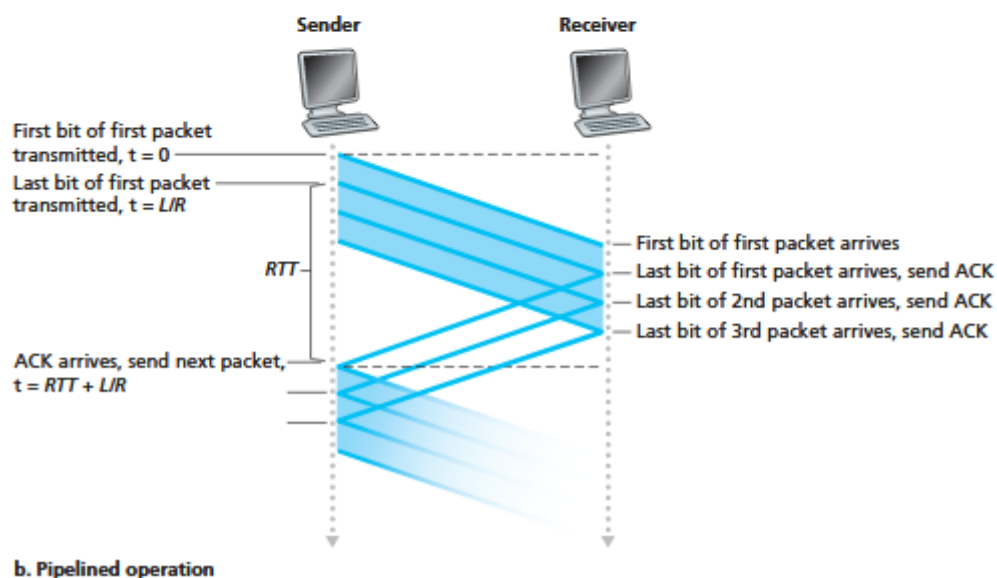 Sender
Receiver
First bit of first packet
transmitted, t = 0
Last bit of first packet
transmitted, t = L/R
RTT
First bit of first packet arrives
Last bit of first packet arrives, send ACK
Last bit of 2nd packet arrives, send ACK
Last bit of 3rd packet arrives, send ACK
ACK arrives, send next packet,
t = RTT + L/R
b. Pipelined operation